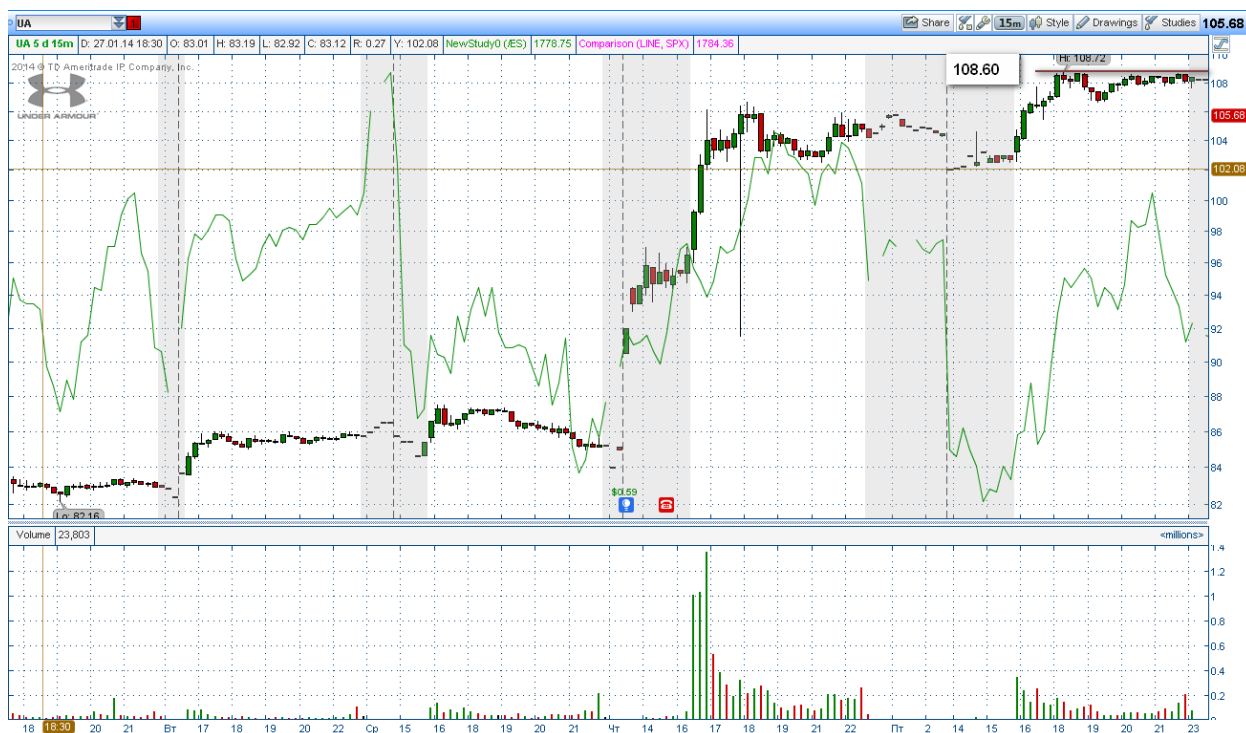 UA 1 Share 15m Style Drawings Studies 105.68
UA 5 d 15m D: 27.01.14 18:30 O: 83.01 H: 83.19 L: 82.92 C: 83.12 R: 0.27 Y: 102.08 NewStudy0 (/ES) 1778.75 Comparison (LINE, SPX) 1784.36
2014 © TD Ameritrade IP Company, Inc.
UNDER ARMOUR
108.60
Hi: 108.72
110
108
105.68
104
102.08
100
98
96
94
92
90
88
86
84
82
Lo: 82.16
$0.59
Volume 23,803
<millions>
1.4
1.2
1
0.8
0.6
0.4
0.2
18 18:30 20 21 Вт 17 18 19 20 21 22 Ср 15 16 17 18 19 20 21 Чт 14 15 16 17 18 19 20 21 22 Пт 2 14 15 16 17 18 19 20 21 22 23